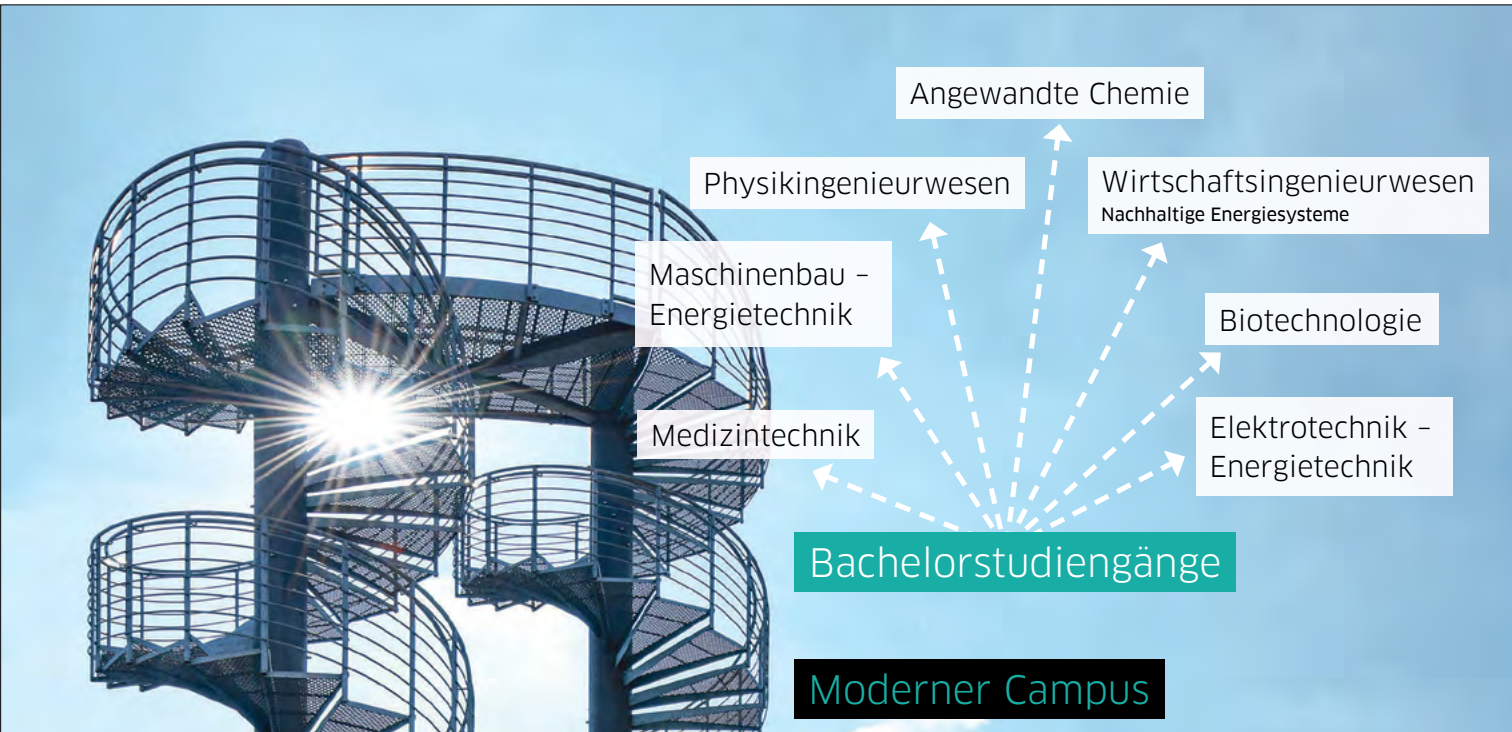 Angewandte Chemie
Physikingenieurwesen
Wirtschaftsingenieurwesen
Nachhaltige Energiesysteme
Maschinenbau –
Energietechnik
Biotechnologie
Medizintechnik
Elektrotechnik –
Energietechnik
Bachelorstudiengänge
Moderner Campus